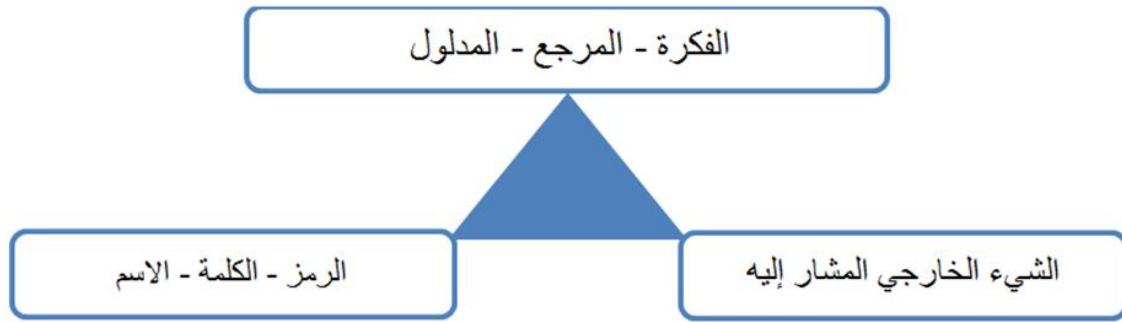 الفكرة - المرجع - المدلول
الشيء الخارجي المشار إليه
الرمز - الكلمة - الاسم